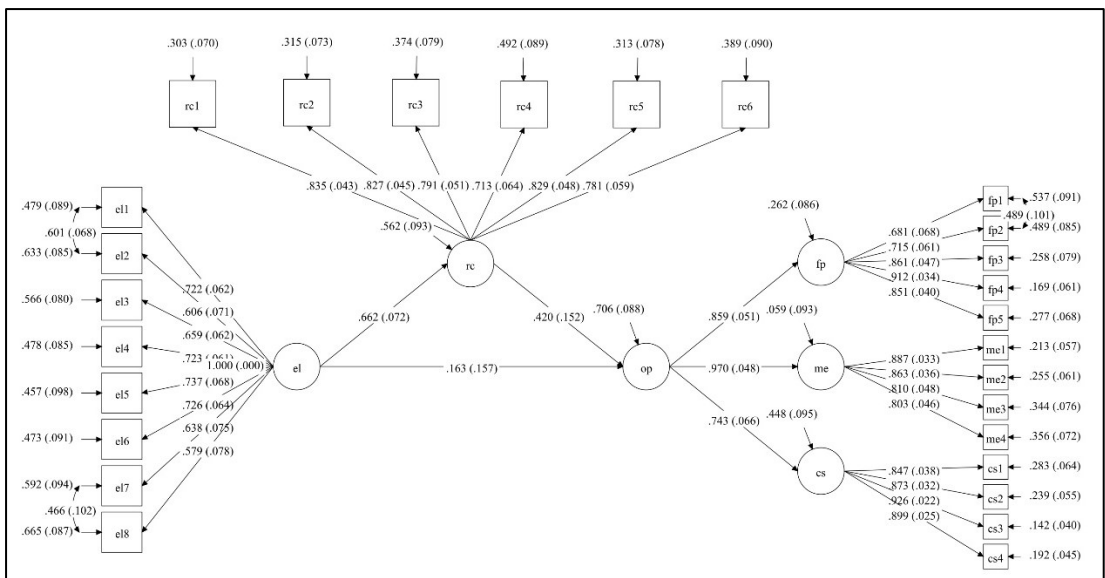 .303 (.070) .315 (.073) .374 (.079) .492 (.089) .313 (.078) .389 (.090)
rc1 rc2 rc3 rc4 rc5 rc6
.835 (.043) .827 (.045) .791 (.051) .713 (.064) .829 (.048) .781 (.059)
.562 (.093)
rc
.479 (.089) el1
.601 (.068)
.633 (.085) el2
.566 (.080) el3
.478 (.085) el4
.457 (.098) el5
.473 (.091) el6
.592 (.094) el7
.466 (.102)
.665 (.087) el8
.722 (.062)
.606 (.071)
.659 (.062)
.723 (.061)
1.000 (.000)
.737 (.068)
.726 (.064)
.638 (.075)
.579 (.078)
el
.662 (.072)
.420 (.152)
.163 (.157)
.706 (.088)
op
.859 (.051)
.970 (.048)
.743 (.066)
.262 (.086)
fp
.059 (.093)
me
.448 (.095)
cs
.681 (.068)
.715 (.061)
.861 (.047)
.912 (.034)
.851 (.040)
fp1 .537 (.091)
.489 (.101)
fp2 .489 (.085)
fp3 .258 (.079)
fp4 .169 (.061)
fp5 .277 (.068)
.887 (.033)
.863 (.036)
.810 (.048)
.803 (.046)
me1 .213 (.057)
me2 .255 (.061)
me3 .344 (.076)
me4 .356 (.072)
.847 (.038)
.873 (.032)
.926 (.022)
.899 (.025)
cs1 .283 (.064)
cs2 .239 (.055)
cs3 .142 (.040)
cs4 .192 (.045)